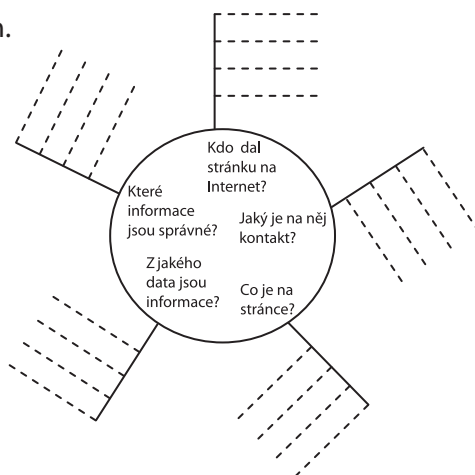 n.
Kdo dal
stránku na
Internet?
Které
informace
jsou správné?
Jaký je na něj
kontakt?
Z jakého
data jsou
informace?
Co je na
stránce?